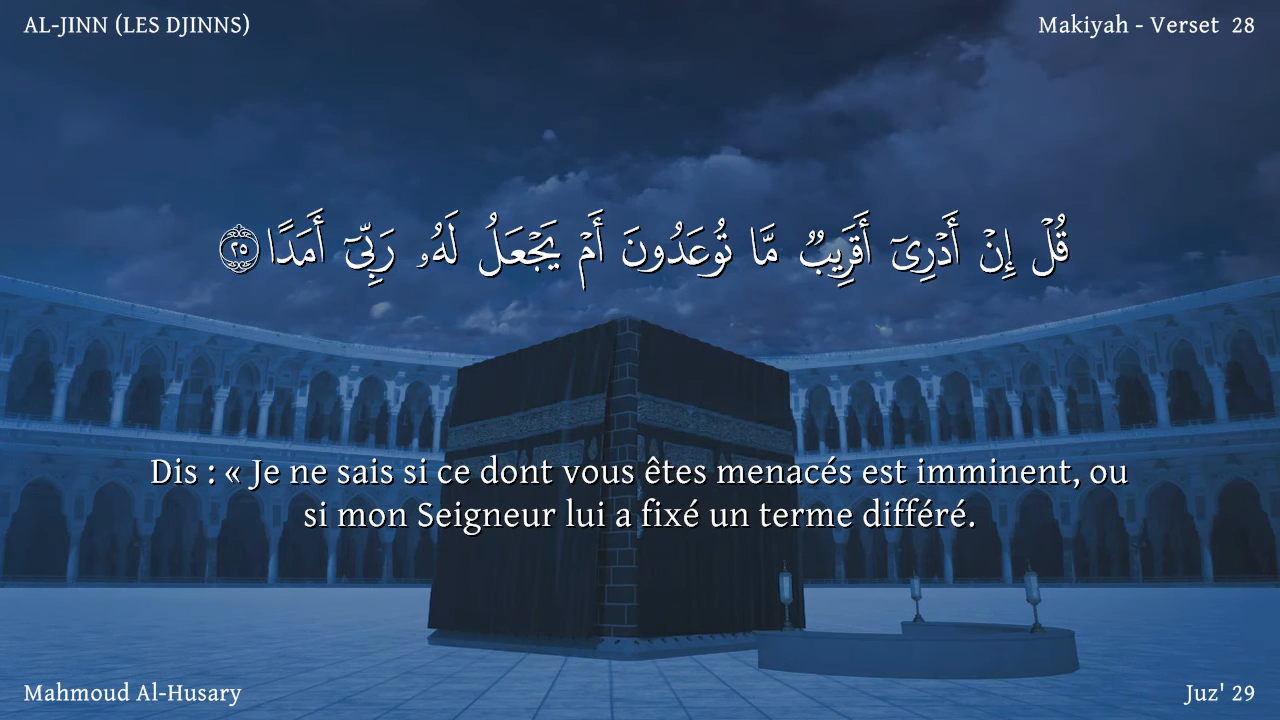 AL-JINN (LES DJINNS)
Makiyah - Verset 28
قُلْ إِنْ أَدْرِىٓ أَقَرِيبٌ مَّا تُوعَدُونَ أَمْ يَجْعَلُ لَهُۥ رَبِّىٓ أَمَدًا ٢٥
Dis : « Je ne sais si ce dont vous êtes menacés est imminent, ou
si mon Seigneur lui a fixé un terme différé.
Mahmoud Al-Husary
Juz' 29